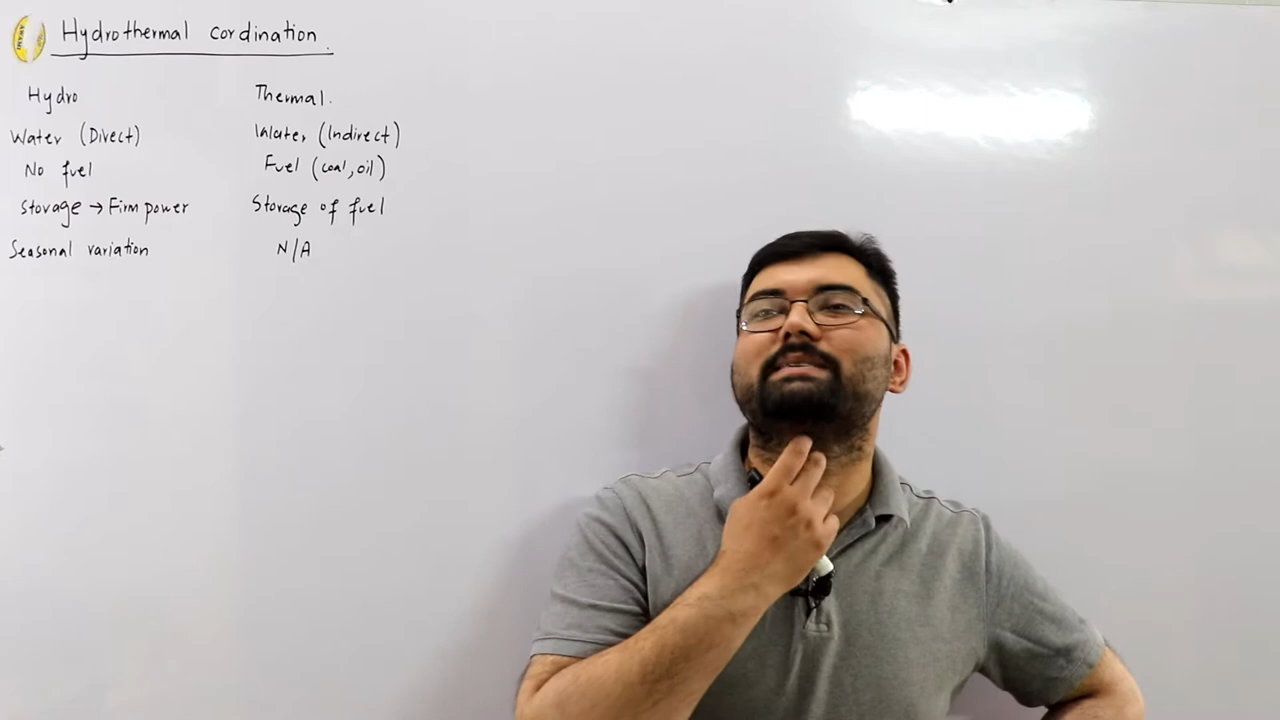 Hydrothermal cordination.
Hydro Thermal.
Water (Direct) Water (Indirect)
No fuel Fuel (coal, oil)
Storage → Firm power Storage of fuel
Seasonal variation N/A